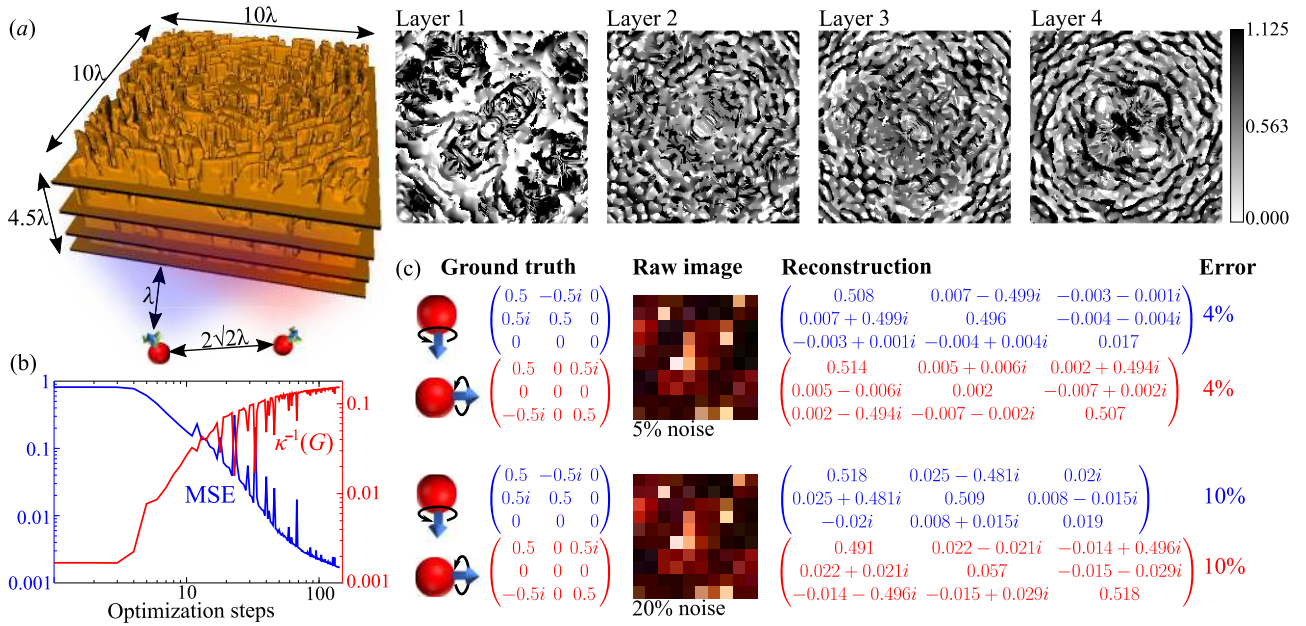 (a)
10λ
10λ
4.5λ
λ
2√2λ
Layer 1
Layer 2
Layer 3
Layer 4
1.125
0.563
0.000
(b)
1
0.1
0.01
0.001
0.1
0.01
0.001
κ⁻¹(G)
MSE
10
100
Optimization steps
(c)
Ground truth Raw image Reconstruction Error
0.5 −0.5i 0
0.5i 0.5 0
0 0 0
0.508 0.007 − 0.499i −0.003 − 0.001i
0.007 + 0.499i 0.496 −0.004 − 0.004i
−0.003 + 0.001i −0.004 + 0.004i 0.017
4%
0.5 0 0.5i
0 0 0
−0.5i 0 0.5
0.514 0.005 + 0.006i 0.002 + 0.494i
0.005 − 0.006i 0.002 −0.007 + 0.002i
0.002 − 0.494i −0.007 − 0.002i 0.507
4%
5% noise
0.5 −0.5i 0
0.5i 0.5 0
0 0 0
0.518 0.025 − 0.481i 0.02i
0.025 + 0.481i 0.509 0.008 − 0.015i
−0.02i 0.008 + 0.015i 0.019
10%
0.5 0 0.5i
0 0 0
−0.5i 0 0.5
0.491 0.022 − 0.021i −0.014 + 0.496i
0.022 + 0.021i 0.057 −0.015 − 0.029i
−0.014 − 0.496i −0.015 + 0.029i 0.518
10%
20% noise